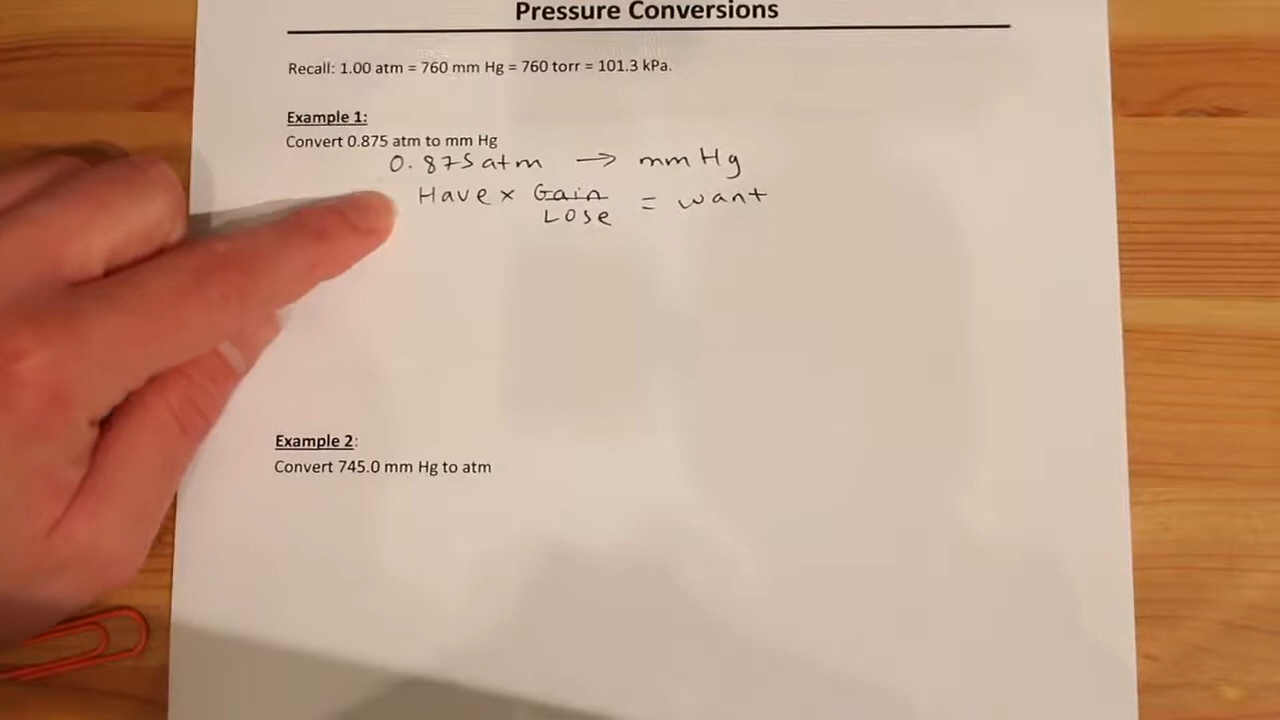 Pressure Conversions
Recall: 1.00 atm = 760 mm Hg = 760 torr = 101.3 kPa.
Example 1:
Convert 0.875 atm to mm Hg
0.875 atm → mm Hg
Have × Gain = want
Lose
Example 2:
Convert 745.0 mm Hg to atm